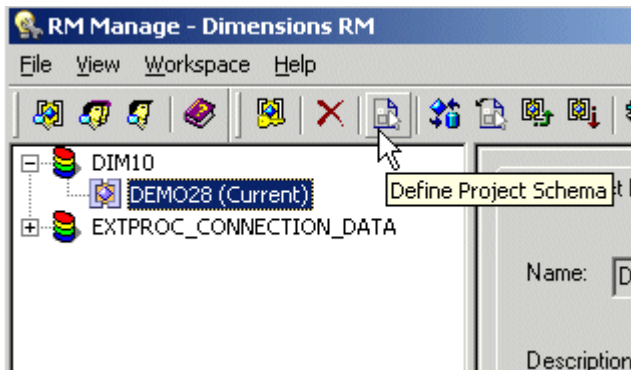 RM Manage - Dimensions RM
File View Workspace Help
DIM10
DEMO28 (Current)
Define Project Schema
EXTPROC_CONNECTION_DATA
Name:
Description